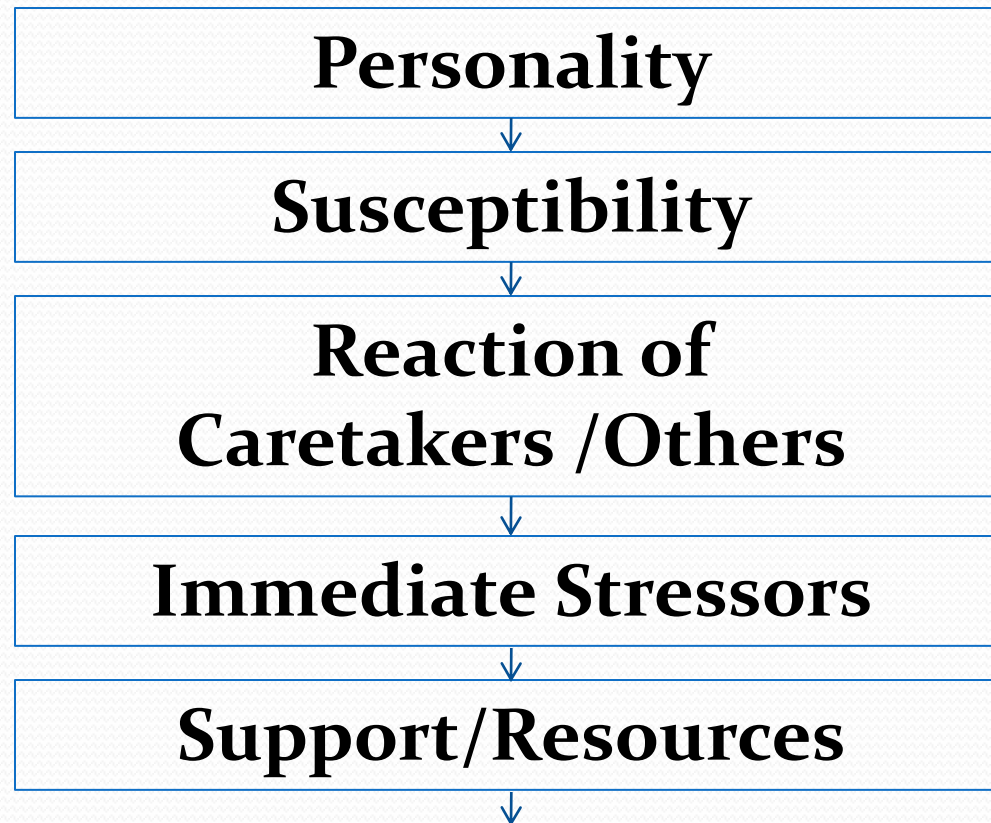 Personality
Susceptibility
Reaction of
Caretakers /Others
Immediate Stressors
Support/Resources